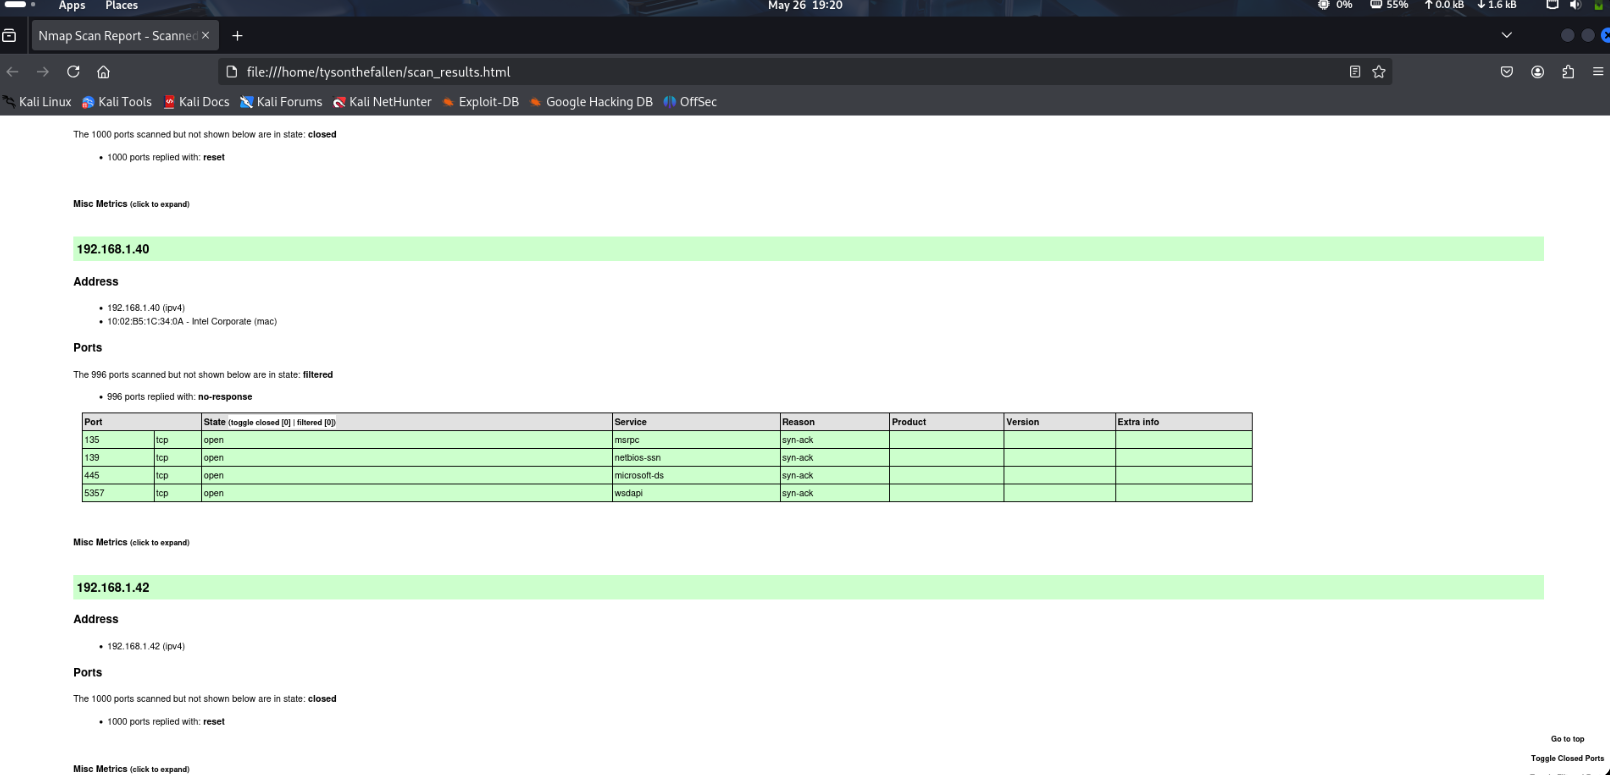 Apps Places May 26 19:20 0% 55% 0.0 kB 1.6 kB
Nmap Scan Report - Scanned
file:///home/tysonthefallen/scan_results.html
Kali Linux Kali Tools Kali Docs Kali Forums Kali NetHunter Exploit-DB Google Hacking DB OffSec
The 1000 ports scanned but not shown below are in state: closed
• 1000 ports replied with: reset
Misc Metrics (click to expand)
192.168.1.40
Address
• 192.168.1.40 (ipv4)
• 10:02:B5:1C:34:0A - Intel Corporate (mac)
Ports
The 996 ports scanned but not shown below are in state: filtered
• 996 ports replied with: no-response
Port State (toggle closed [0] | filtered [0]) Service Reason Product Version Extra info
135 tcp open msrpc syn-ack
139 tcp open netbios-ssn syn-ack
445 tcp open microsoft-ds syn-ack
5357 tcp open wsdapi syn-ack
Misc Metrics (click to expand)
192.168.1.42
Address
• 192.168.1.42 (ipv4)
Ports
The 1000 ports scanned but not shown below are in state: closed
• 1000 ports replied with: reset
Go to top
Toggle Closed Ports
Misc Metrics (click to expand)